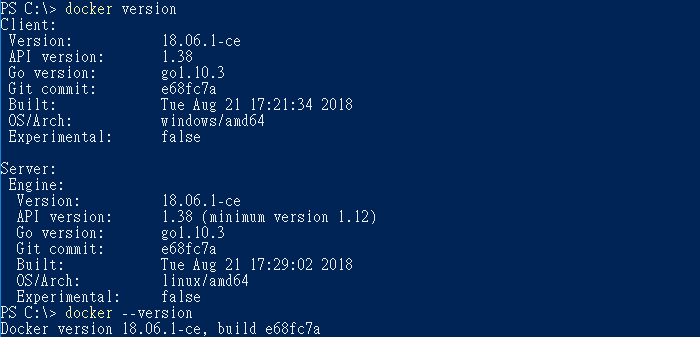 PS C:\> docker version
Client:
 Version:           18.06.1-ce
 API version:       1.38
 Go version:        go1.10.3
 Git commit:        e68fc7a
 Built:             Tue Aug 21 17:21:34 2018
 OS/Arch:           windows/amd64
 Experimental:      false

Server:
 Engine:
  Version:          18.06.1-ce
  API version:      1.38 (minimum version 1.12)
  Go version:       go1.10.3
  Git commit:       e68fc7a
  Built:            Tue Aug 21 17:29:02 2018
  OS/Arch:          linux/amd64
  Experimental:     false
PS C:\> docker --version
Docker version 18.06.1-ce, build e68fc7a